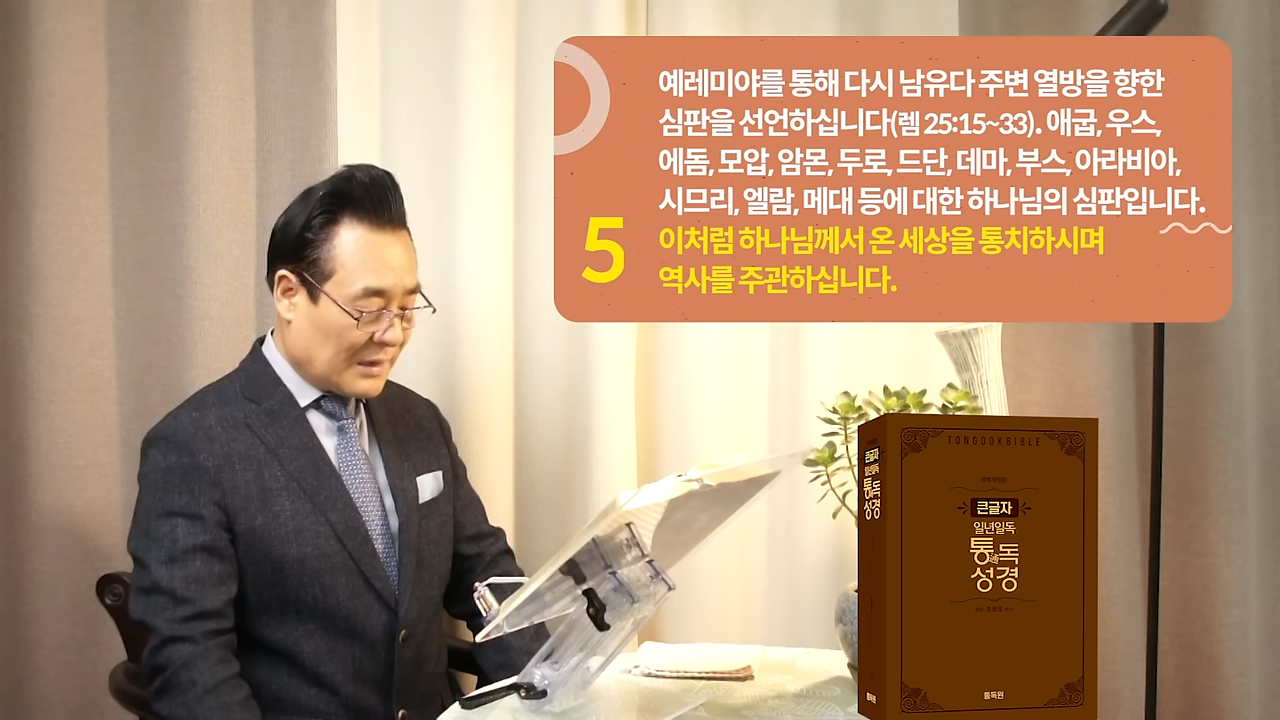 예레미야를 통해 다시 남유다 주변 열방을 향한
심판을 선언하십니다(렘 25:15~33). 애굽, 우스,
에돔, 모압, 암몬, 두로, 드단, 데마, 부스, 아라비아,
시므리, 엘람, 메대 등에 대한 하나님의 심판입니다.
5
이처럼 하나님께서 온 세상을 통치하시며
역사를 주관하십니다.
TONGDOKBIBLE
큰글자
일년일독
통독
성경
통독원
큰글자
일년일독
통독
성경
통독원